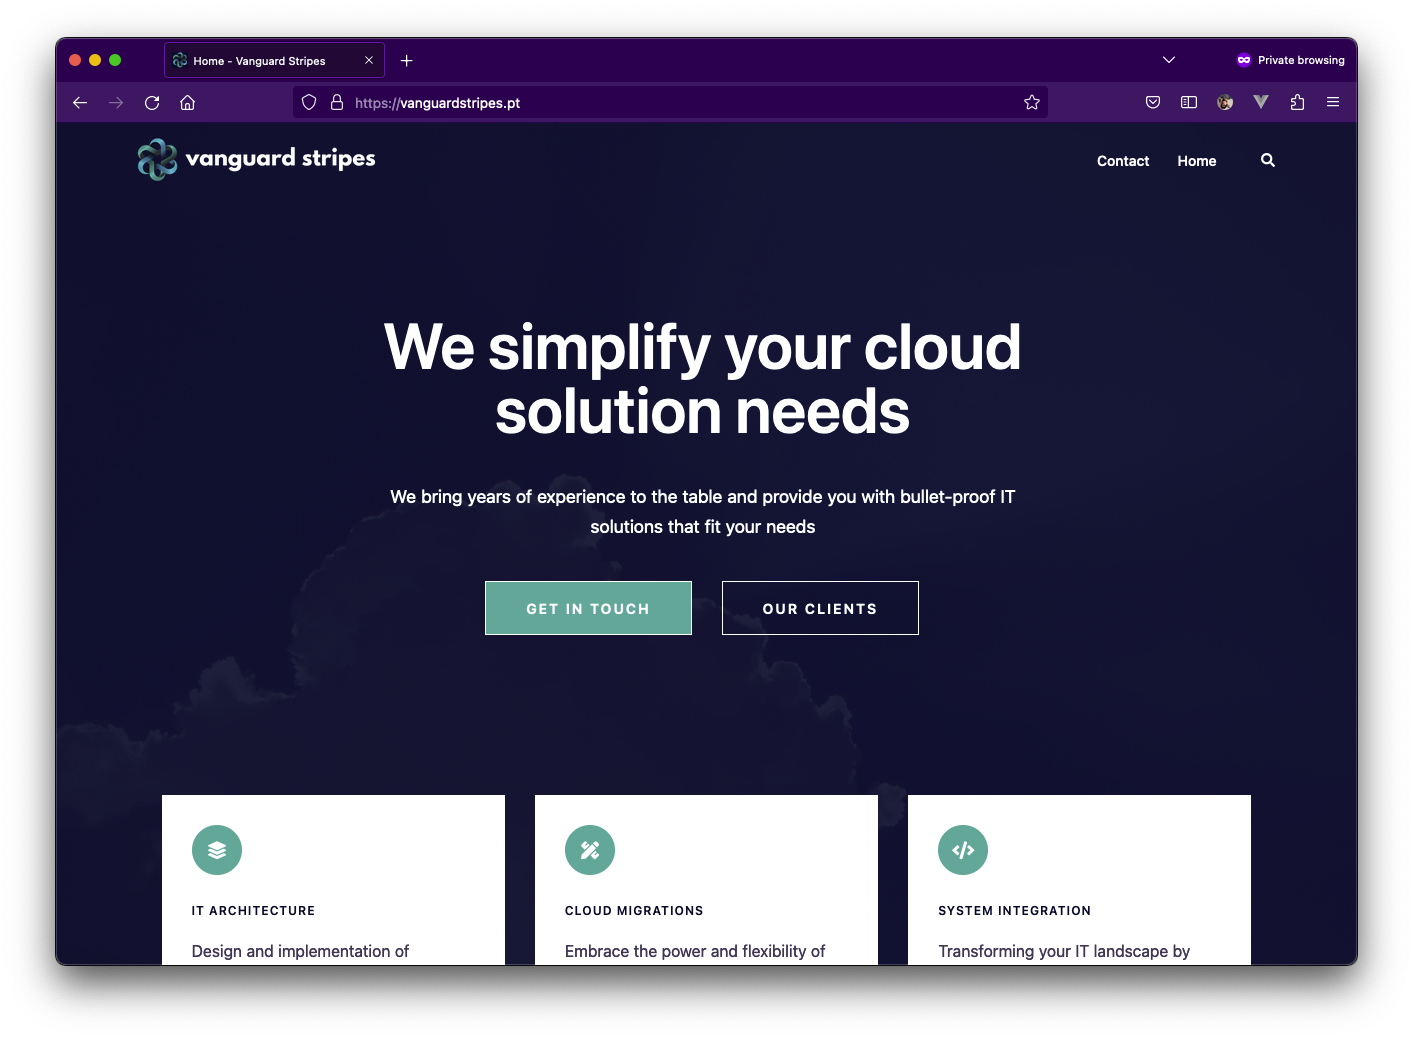 Home - Vanguard Stripes
Private browsing
https://vanguardstripes.pt
vanguard stripes
Contact
Home
We simplify your cloud
solution needs
We bring years of experience to the table and provide you with bullet-proof IT
solutions that fit your needs
GET IN TOUCH
OUR CLIENTS
IT ARCHITECTURE
Design and implementation of
CLOUD MIGRATIONS
Embrace the power and flexibility of
SYSTEM INTEGRATION
Transforming your IT landscape by